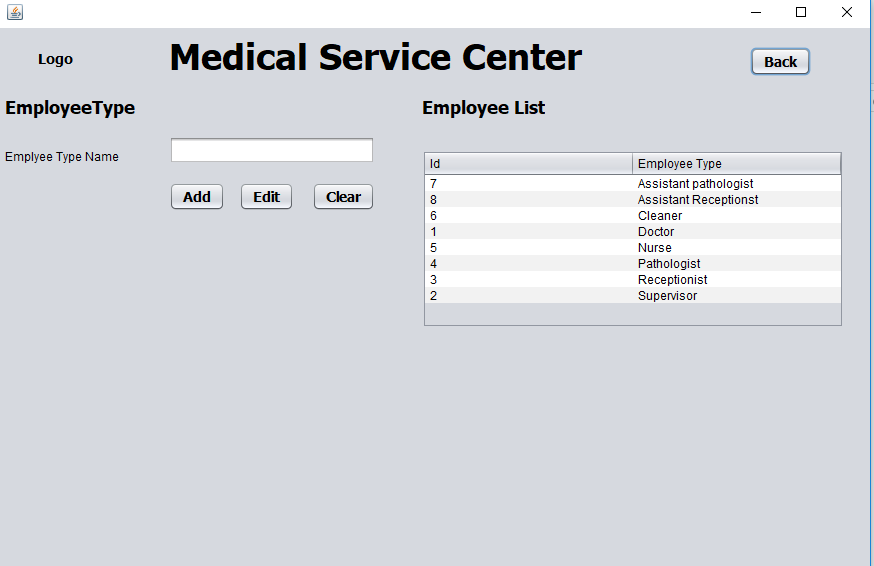 Logo
Medical Service Center
Back
EmployeeType
Emplyee Type Name
Add Edit Clear
Employee List
Id Employee Type
7 Assistant pathologist
8 Assistant Receptionst
6 Cleaner
1 Doctor
5 Nurse
4 Pathologist
3 Receptionist
2 Supervisor